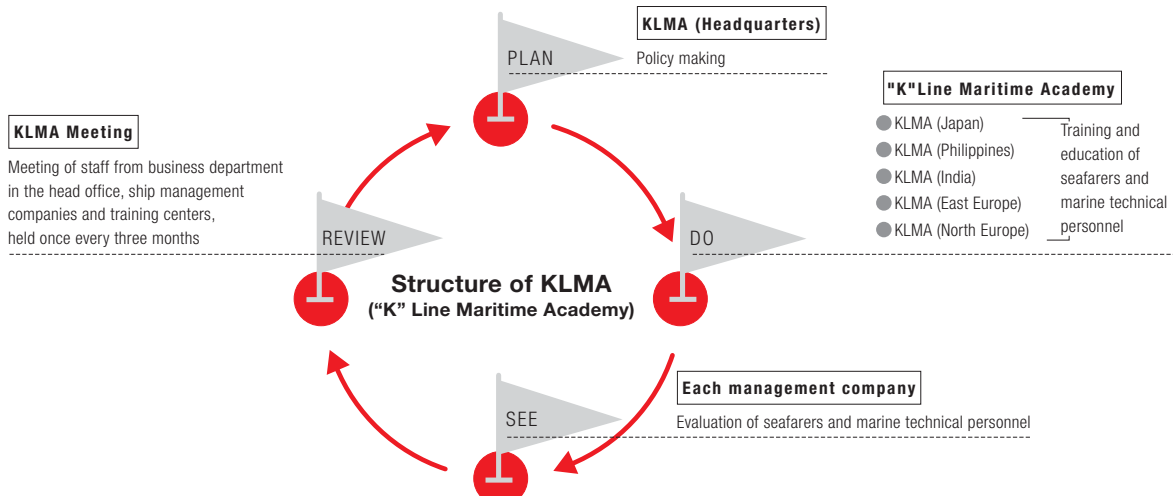 KLMA (Headquarters)
PLAN
Policy making
"K"Line Maritime Academy
KLMA (Japan)
KLMA (Philippines)
KLMA (India)
KLMA (East Europe)
KLMA (North Europe)
Training and
education of
seafarers and
marine technical
personnel
KLMA Meeting
Meeting of staff from business department
in the head office, ship management
companies and training centers,
held once every three months
REVIEW
DO
Structure of KLMA
(“K” Line Maritime Academy)
Each management company
SEE
Evaluation of seafarers and marine technical personnel